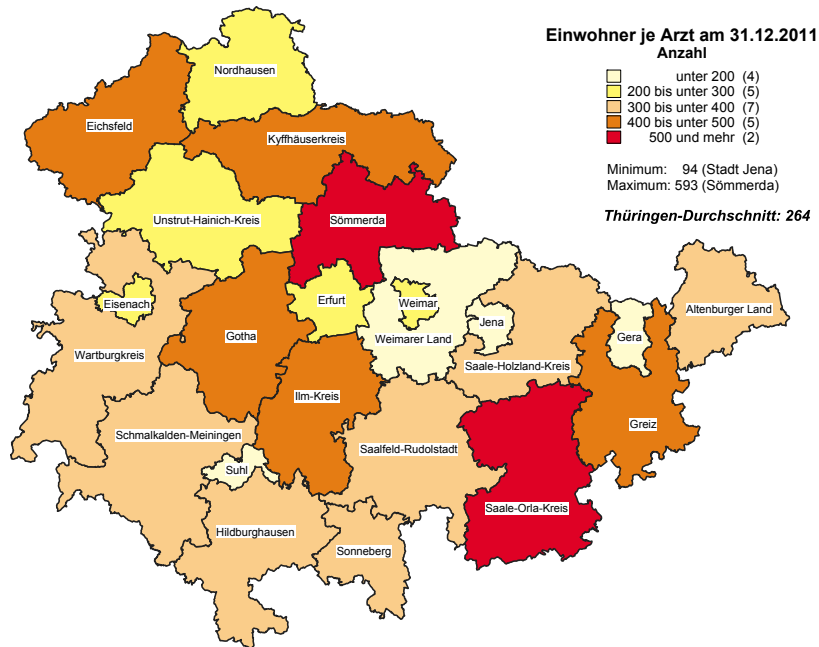 Einwohner je Arzt am 31.12.2011
Anzahl
unter 200 (4)
200 bis unter 300 (5)
300 bis unter 400 (7)
400 bis unter 500 (5)
500 und mehr (2)
Minimum: 94 (Stadt Jena)
Maximum: 593 (Sömmerda)
Thüringen-Durchschnitt: 264
Nordhausen
Eichsfeld
Kyffhäuserkreis
Unstrut-Hainich-Kreis
Sömmerda
Eisenach
Erfurt
Weimar
Altenburger Land
Jena
Gotha
Weimarer Land
Gera
Wartburgkreis
Saale-Holzland-Kreis
Ilm-Kreis
Greiz
Schmalkalden-Meiningen
Saalfeld-Rudolstadt
Suhl
Saale-Orla-Kreis
Hildburghausen
Sonneberg